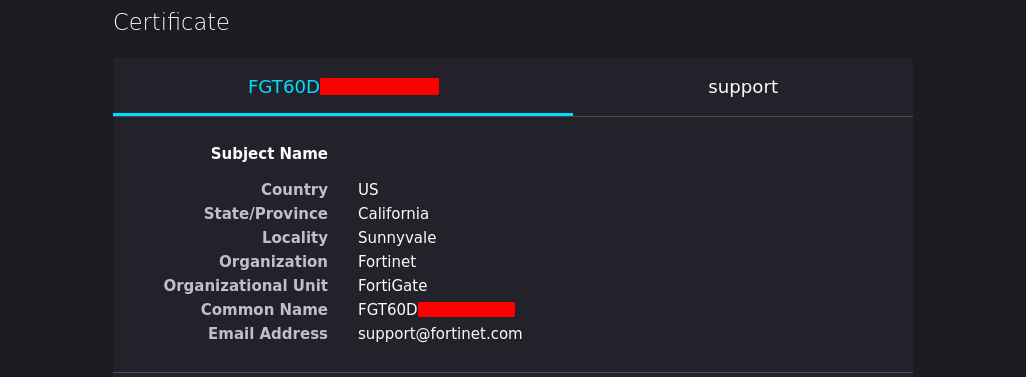 Certificate
FGT60D support
Subject Name
Country US
State/Province California
Locality Sunnyvale
Organization Fortinet
Organizational Unit FortiGate
Common Name FGT60D
Email Address support@fortinet.com